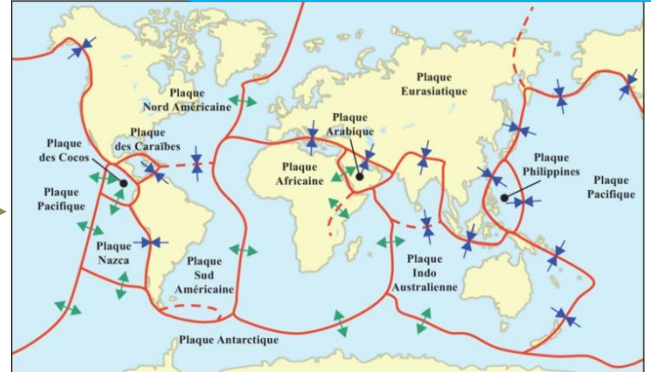 Plaque
Nord Américaine
Plaque
Eurasiatique
Plaque
Arabique
Plaque
des Caraïbes
Plaque
des Cocos
Plaque
Africaine
Plaque
Philippines
Plaque
Pacifique
Plaque
Pacifique
Plaque
Nazca
Plaque
Sud
Américaine
Plaque
Indo
Australienne
Plaque Antarctique